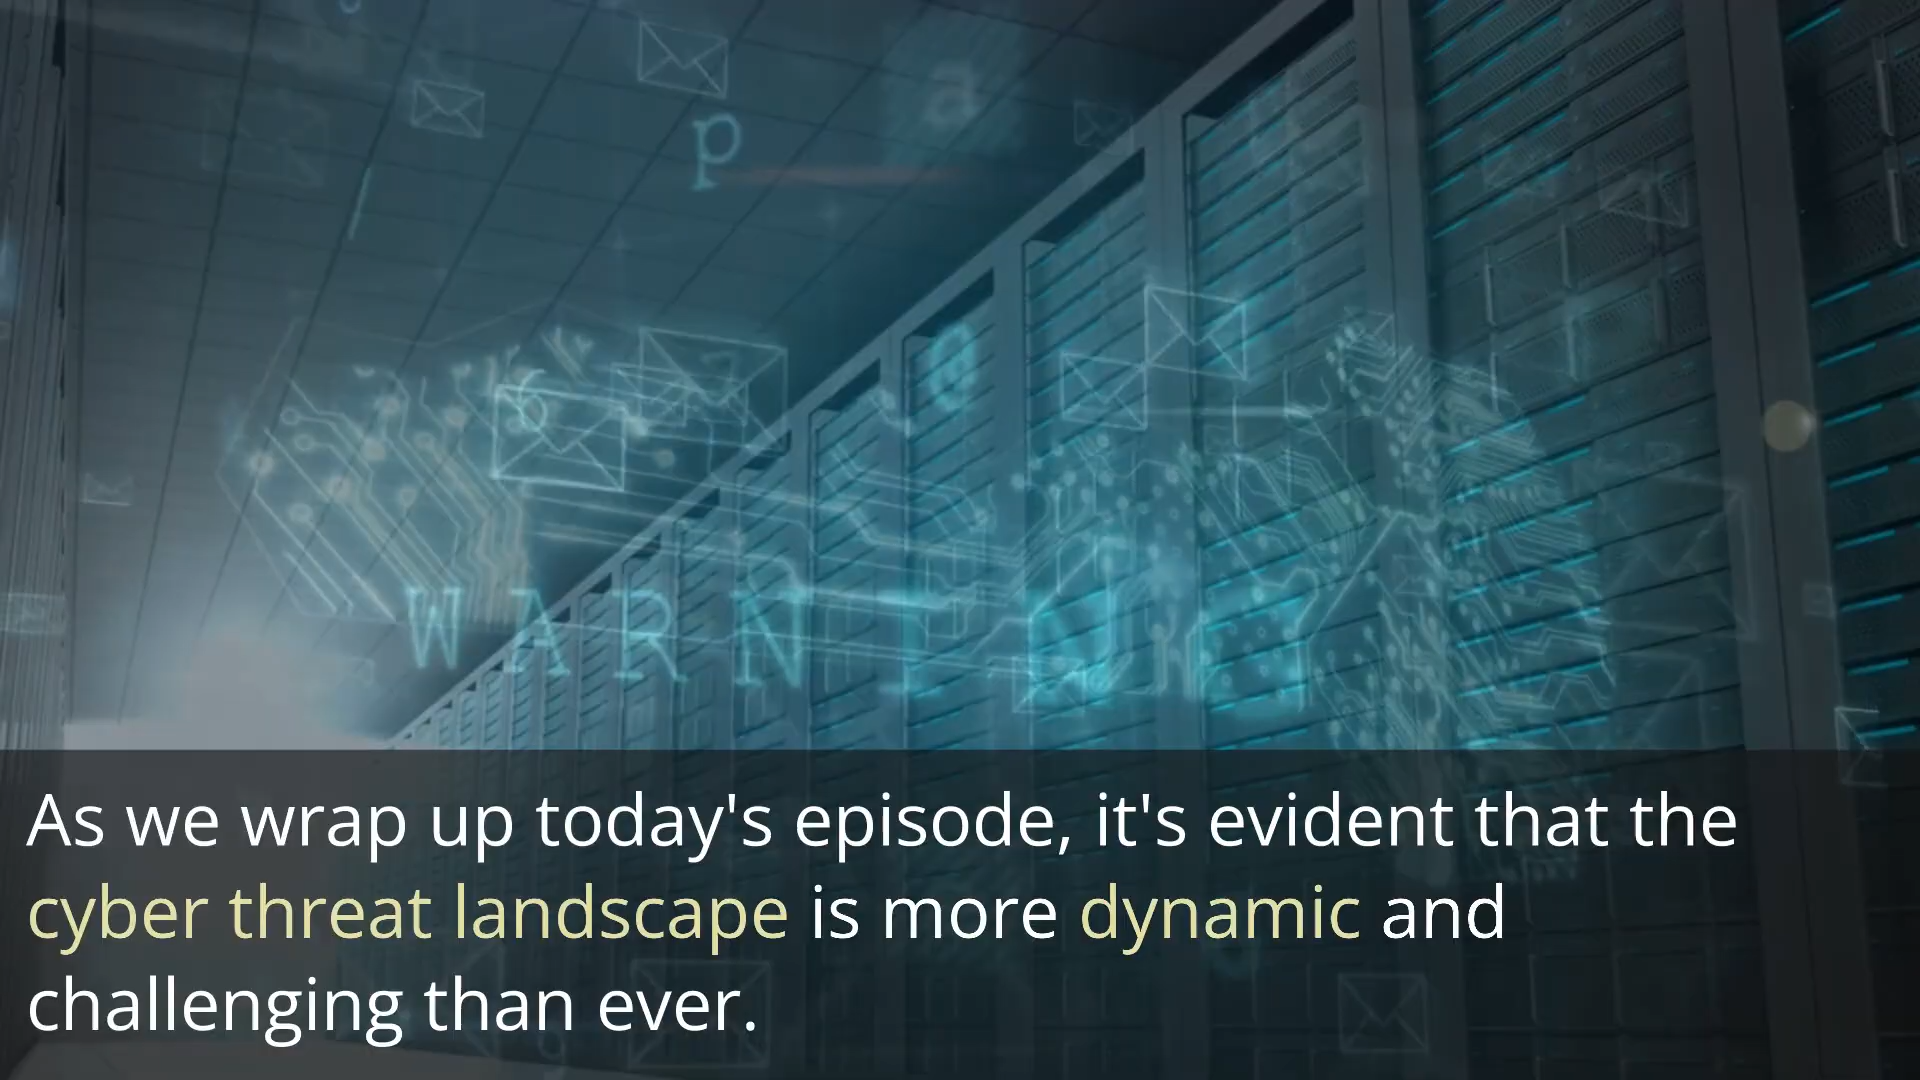 a
p
W A R N I N G
As we wrap up today's episode, it's evident that the
cyber threat landscape is more dynamic and
challenging than ever.